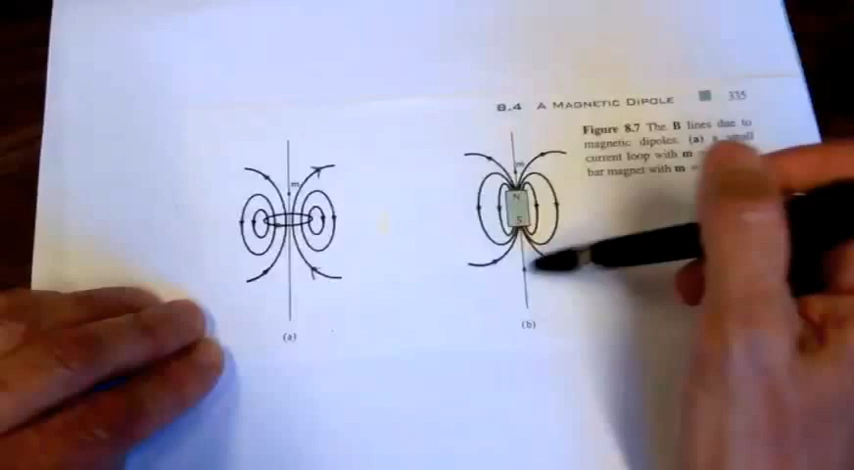 8.4 A MAGNETIC DIPOLE 335
Figure 8.7 The B lines due to
magnetic dipoles: (a) a small
current loop with m
bar magnet with m =
m
m
N
S
(a)
(b)